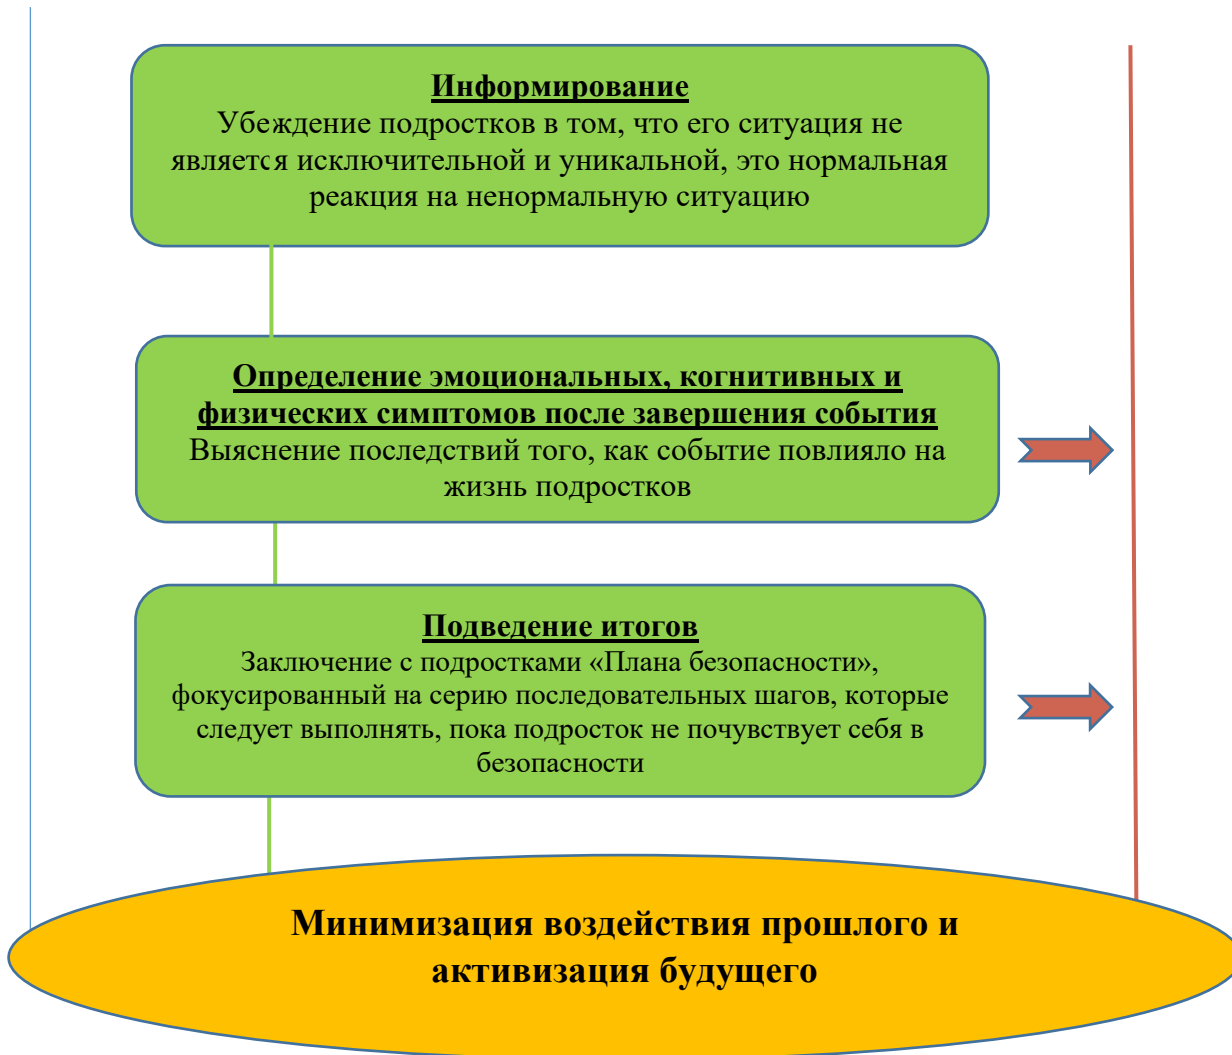 Информирование
Убеждение подростков в том, что его ситуация не
является исключительной и уникальной, это нормальная
реакция на ненормальную ситуацию
Определение эмоциональных, когнитивных и
физических симптомов после завершения события
Выяснение последствий того, как событие повлияло на
жизнь подростков
Подведение итогов
Заключение с подростками «Плана безопасности»,
фокусированный на серию последовательных шагов, которые
следует выполнять, пока подросток не почувствует себя в
безопасности
Минимизация воздействия прошлого и
активизация будущего